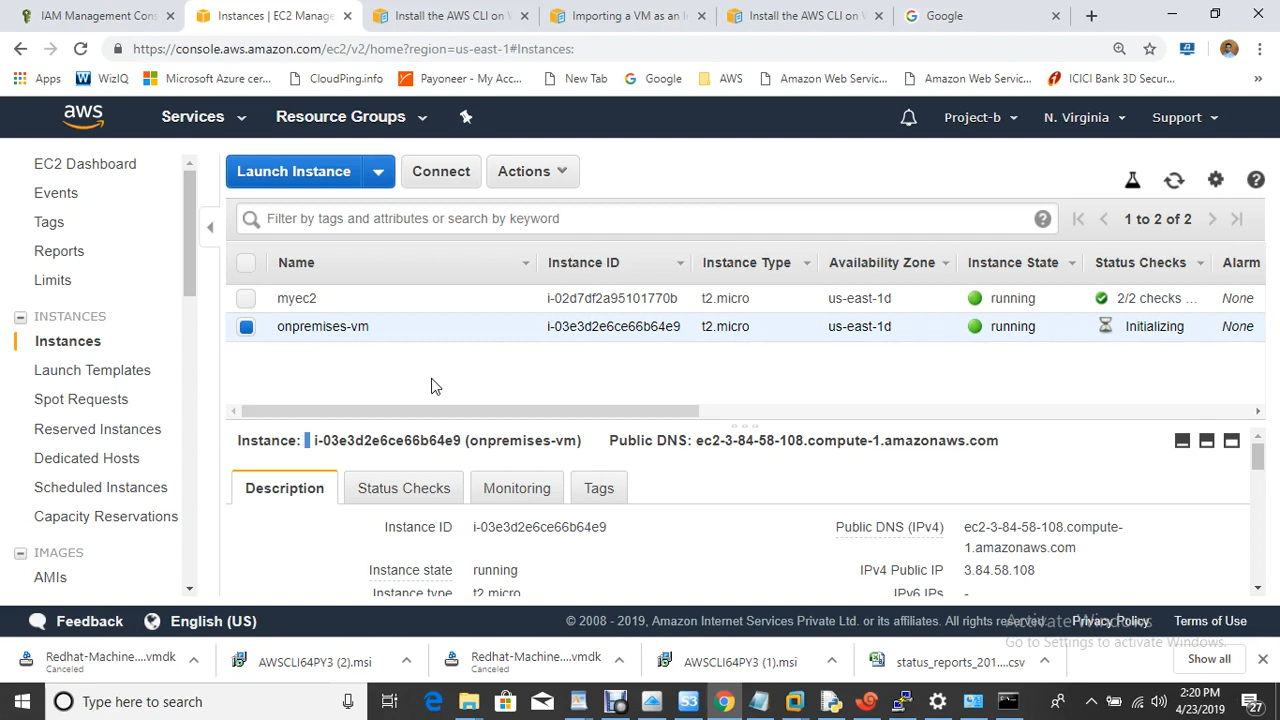 IAM Management Cons
Instances | EC2 Manage
Install the AWS CLI on
Importing a VM as an I
Install the AWS CLI on
Google
https://console.aws.amazon.com/ec2/v2/home?region=us-east-1#Instances:
Apps
WizIQ
Microsoft Azure cer...
CloudPing.info
Payoneer - My Acco...
New Tab
Google
AWS
Amazon Web Servic...
Amazon Web Servic...
ICICI Bank 3D Secur...
aws
Services
Resource Groups
Project-b
N. Virginia
Support
EC2 Dashboard
Events
Tags
Reports
Limits
INSTANCES
Instances
Launch Templates
Spot Requests
Reserved Instances
Dedicated Hosts
Scheduled Instances
Capacity Reservations
IMAGES
AMIs
Launch Instance
Connect
Actions
Filter by tags and attributes or search by keyword
1 to 2 of 2
Name Instance ID Instance Type Availability Zone Instance State Status Checks Alarm
myec2 i-02d7df2a95101770b t2.micro us-east-1d running 2/2 checks ... None
onpremises-vm i-03e3d2e6ce66b64e9 t2.micro us-east-1d running Initializing None
Instance: i-03e3d2e6ce66b64e9 (onpremises-vm) Public DNS: ec2-3-84-58-108.compute-1.amazonaws.com
Description
Status Checks
Monitoring
Tags
Instance ID i-03e3d2e6ce66b64e9
Public DNS (IPv4) ec2-3-84-58-108.compute-
1.amazonaws.com
Instance state running
IPv4 Public IP 3.84.58.108
Instance type t2.micro
IPv6 IPs -
Feedback
English (US)
© 2008 - 2019, Amazon Internet Services Private Ltd. or its affiliates. All rights reserved.
Privacy Policy
Terms of Use
Activate Windows
Go to Settings to activate Windows.
Redhat-Machine....vmdk
Canceled
AWSCLI64PY3 (2).msi
Redhat-Machine....vmdk
Canceled
AWSCLI64PY3 (1).msi
status_reports_201....csv
Show all
Type here to search
2:20 PM
4/23/2019
27